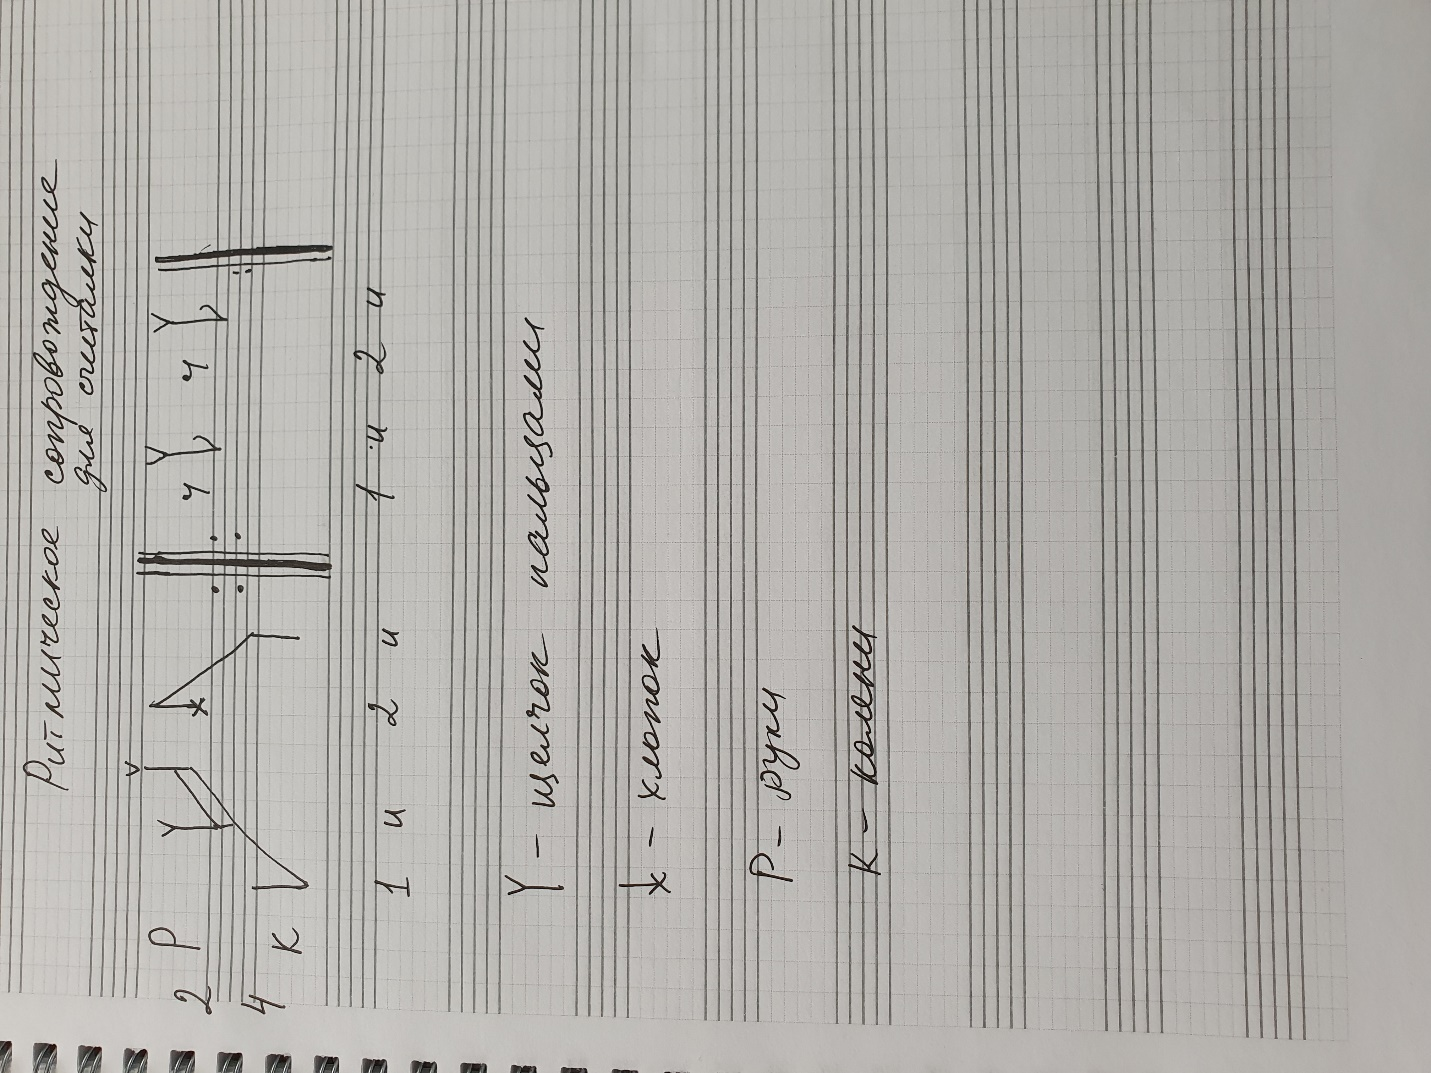 Ритмическое сопровождение
для считалки
2 Р
4 К
1 и 2 и 1 и 2 и
Y - щелчок пальцами
x - хлопок
Р - руки
К - колени